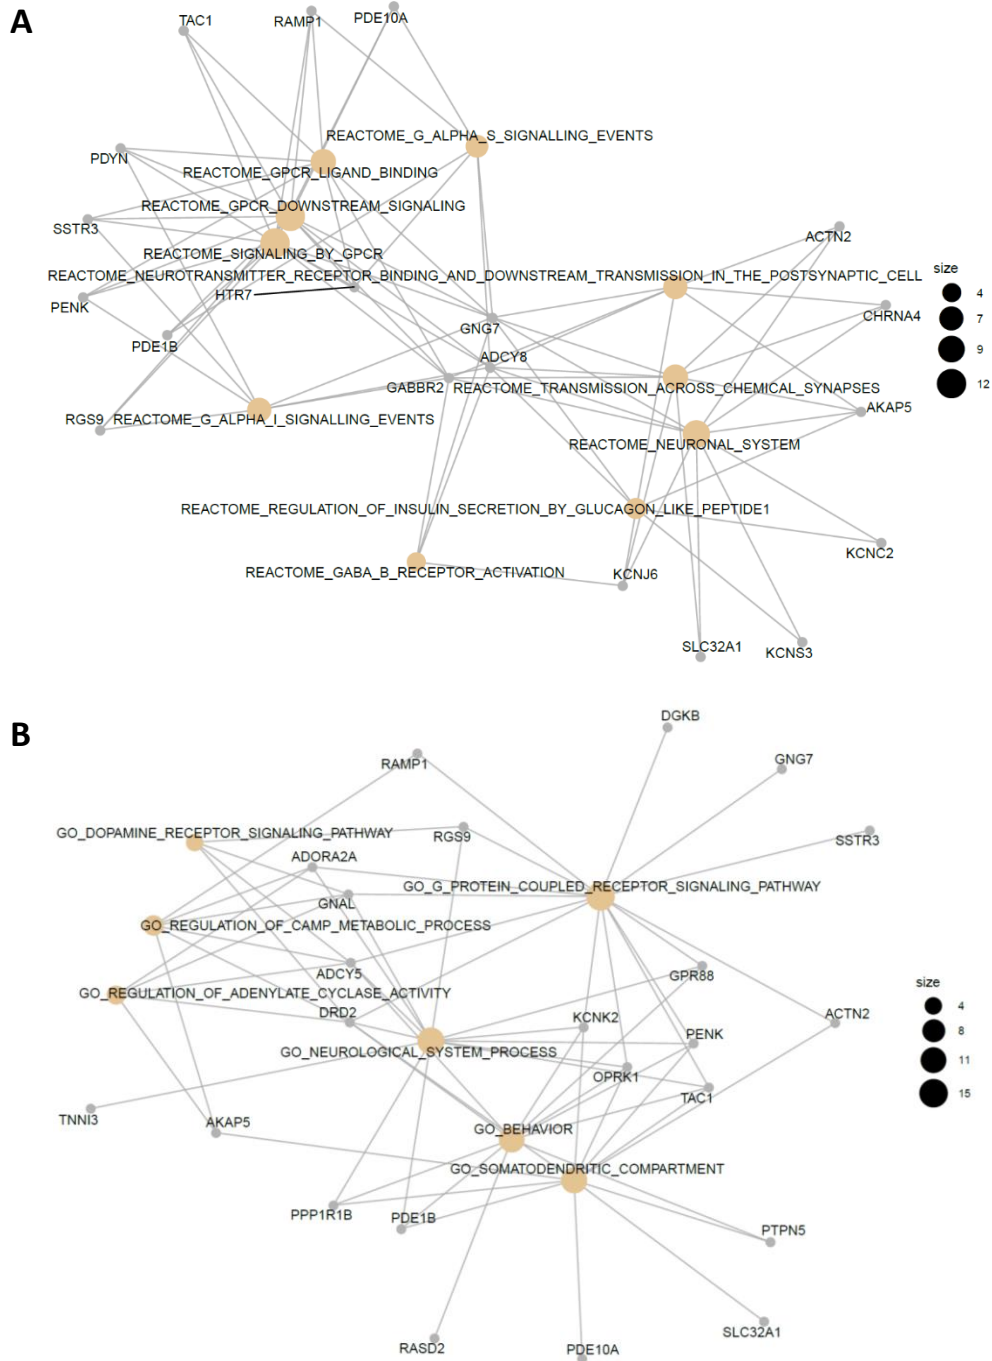 A
TAC1
RAMP1
PDE10A
REACTOME_G_ALPHA_S_SIGNALLING_EVENTS
PDYN
REACTOME_GPCR_LIGAND_BINDING
REACTOME_GPCR_DOWNSTREAM_SIGNALING
SSTR3
ACTN2
REACTOME_SIGNALING_BY_GPCR
size
REACTOME_NEUROTRANSMITTER_RECEPTOR_BINDING_AND_DOWNSTREAM_TRANSMISSION_IN_THE_POSTSYNAPTIC_CELL
4
HTR7
PENK
CHRNA4
7
GNG7
PDE1B
9
ADCY8
12
GABBR2
REACTOME_TRANSMISSION_ACROSS_CHEMICAL_SYNAPSES
AKAP5
RGS9
REACTOME_G_ALPHA_I_SIGNALLING_EVENTS
REACTOME_NEURONAL_SYSTEM
REACTOME_REGULATION_OF_INSULIN_SECRETION_BY_GLUCAGON_LIKE_PEPTIDE1
KCNC2
REACTOME_GABA_B_RECEPTOR_ACTIVATION
KCNJ6
SLC32A1
KCNS3
B
DGKB
GNG7
RAMP1
GO_DOPAMINE_RECEPTOR_SIGNALING_PATHWAY
RGS9
SSTR3
ADORA2A
GO_G_PROTEIN_COUPLED_RECEPTOR_SIGNALING_PATHWAY
GNAL
GO_REGULATION_OF_CAMP_METABOLIC_PROCESS
ADCY5
GPR88
size
GO_REGULATION_OF_ADENYLATE_CYCLASE_ACTIVITY
4
DRD2
KCNK2
ACTN2
8
PENK
GO_NEUROLOGICAL_SYSTEM_PROCESS
11
OPRK1
15
TAC1
TNNI3
AKAP5
GO_BEHAVIOR
GO_SOMATODENDRITIC_COMPARTMENT
PPP1R1B
PDE1B
PTPN5
SLC32A1
RASD2
PDE10A